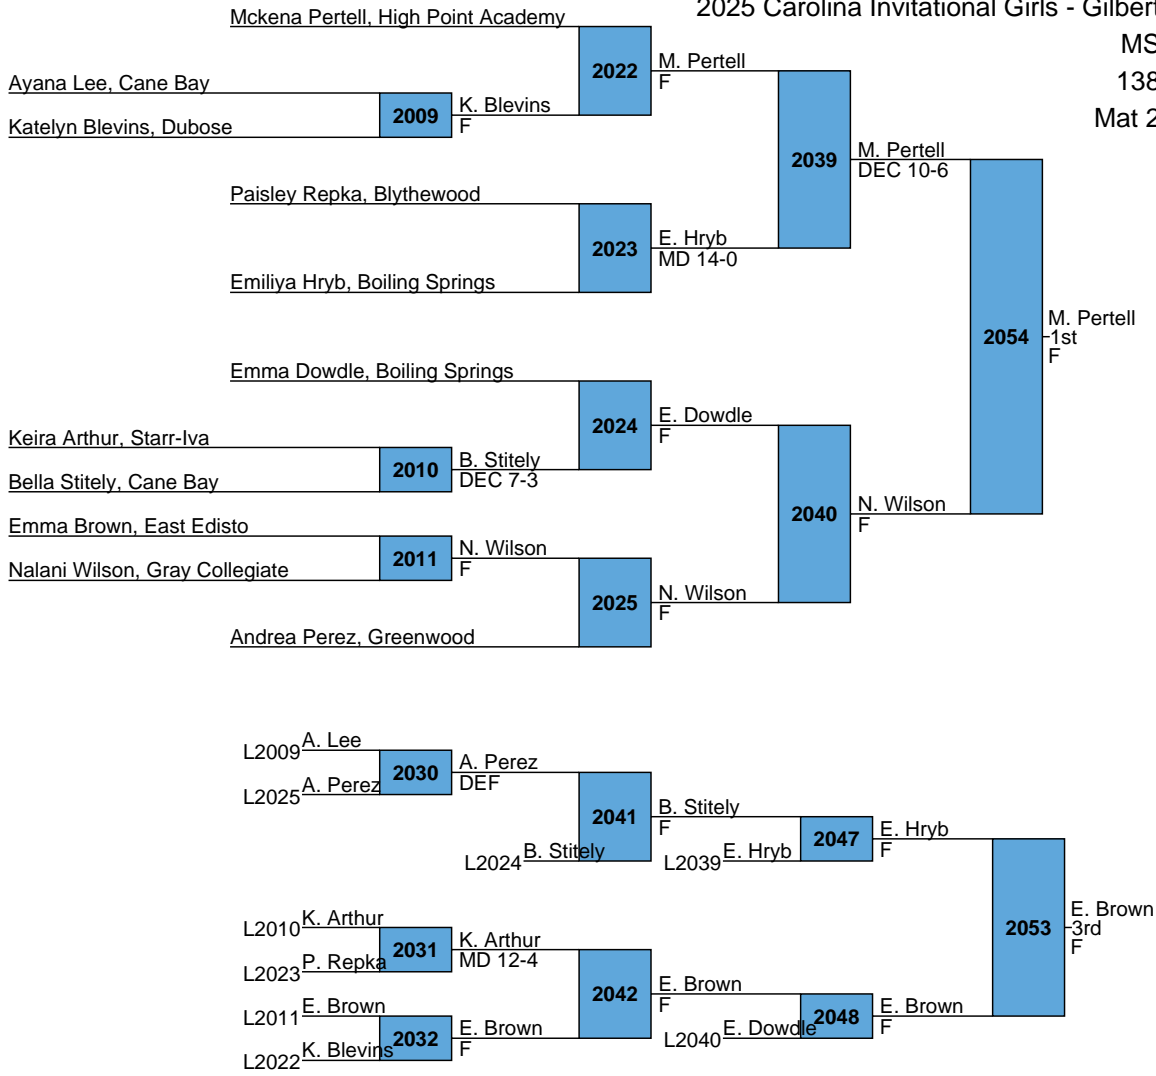 2025 Carolina Invitational Girls - Gilbert
MS
138
Mat 2
Mckena Pertell, High Point Academy
2022
M. Pertell
F
Ayana Lee, Cane Bay
2009
K. Blevins
F
Katelyn Blevins, Dubose
2039
M. Pertell
DEC 10-6
Paisley Repka, Blythewood
2023
E. Hryb
MD 14-0
Emiliya Hryb, Boiling Springs
2054
M. Pertell
1st
F
Emma Dowdle, Boiling Springs
2024
E. Dowdle
F
Keira Arthur, Starr-Iva
2010
B. Stitely
DEC 7-3
Bella Stitely, Cane Bay
2040
N. Wilson
F
Emma Brown, East Edisto
2011
N. Wilson
F
Nalani Wilson, Gray Collegiate
2025
N. Wilson
F
Andrea Perez, Greenwood
L2009
A. Lee
2030
A. Perez
DEF
L2025
A. Perez
2041
B. Stitely
F
L2024
B. Stitely
2047
E. Hryb
F
L2039
E. Hryb
L2010
K. Arthur
2031
K. Arthur
MD 12-4
L2023
P. Repka
2053
E. Brown
3rd
F
2042
E. Brown
F
L2011
E. Brown
2032
E. Brown
F
L2022
K. Blevins
L2040
E. Dowdle
2048
E. Brown
F